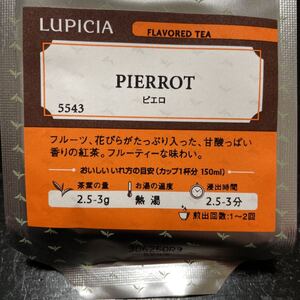 LUPICIA
FLAVORED TEA
PIERROT
ピエロ
5543
フルーツ、花びらがたっぷり入った、甘酸っぱい
香りの紅茶。フルーティーな味わい。
おいしいいれ方の目安（カップ1杯分 150ml）
茶葉の量 お湯の温度 浸出時間
2.5-3g 熱湯 2.5-3分
煎出回数:1〜2回